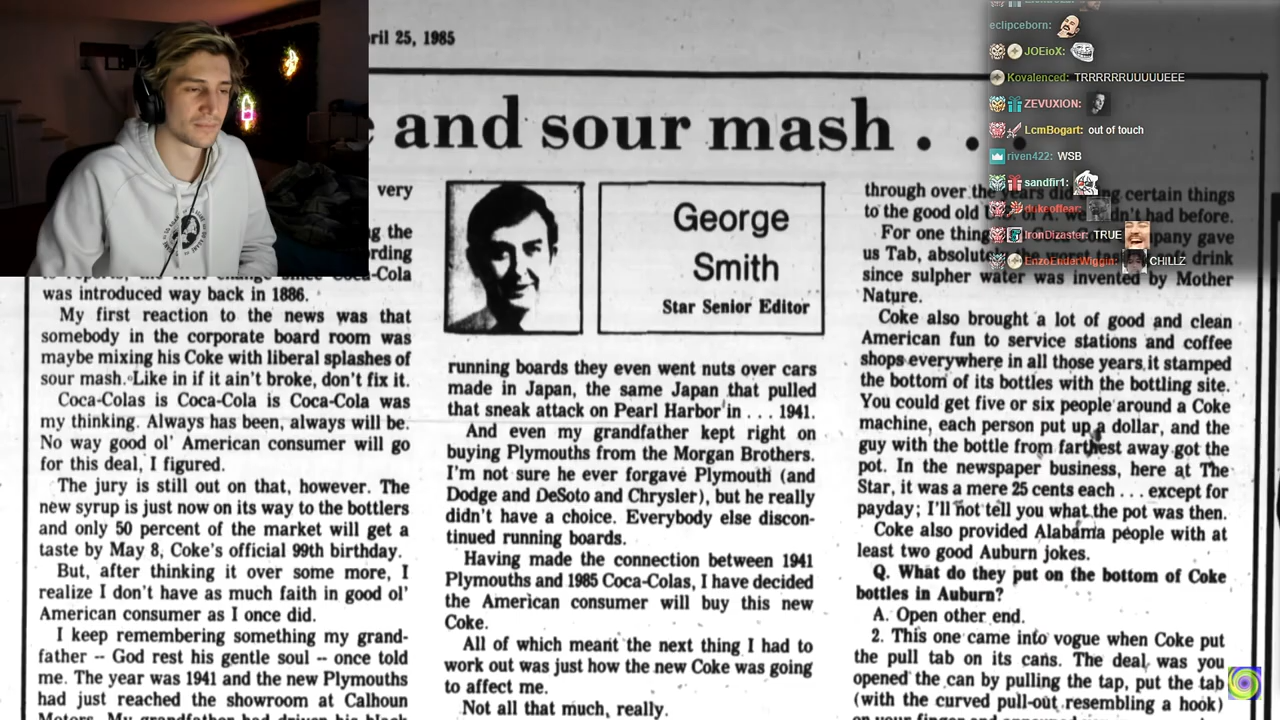 ril 25, 1985
and sour mash . . .
very
g the
rding
Coca-Cola
was introduced way back in 1886.
My first reaction to the news was that
somebody in the corporate board room was
maybe mixing his Coke with liberal splashes of
sour mash. Like in if it ain't broke, don't fix it.
Coca-Colas is Coca-Cola is Coca-Cola was
my thinking. Always has been, always will be.
No way good ol' American consumer will go
for this deal, I figured.
The jury is still out on that, however. The
new syrup is just now on its way to the bottlers
and only 50 percent of the market will get a
taste by May 8, Coke's official 99th birthday.
But, after thinking it over some more, I
realize I don't have as much faith in good ol'
American consumer as I once did.
I keep remembering something my grand-
father -- God rest his gentle soul -- once told
me. The year was 1941 and the new Plymouths
had just reached the showroom at Calhoun
Motors. My grandfather had driven his black
George
Smith
Star Senior Editor
running boards they even went nuts over cars
made in Japan, the same Japan that pulled
that sneak attack on Pearl Harbor in . . . 1941.
And even my grandfather kept right on
buying Plymouths from the Morgan Brothers.
I'm not sure he ever forgave Plymouth (and
Dodge and DeSoto and Chrysler), but he really
didn't have a choice. Everybody else discon-
tinued running boards.
Having made the connection between 1941
Plymouths and 1985 Coca-Colas, I have decided
the American consumer will buy this new
Coke.
All of which meant the next thing I had to
work out was just how the new Coke was going
to affect me.
Not all that much, really.
through over the years did certain things
to the good old hadn't had before.
For one thing company gave
us Tab, absolute drink
since sulpher water was invented by Mother
Nature.
Coke also brought a lot of good and clean
American fun to service stations and coffee
shops everywhere in all those years it stamped
the bottom of its bottles with the bottling site.
You could get five or six people around a Coke
machine, each person put up a dollar, and the
guy with the bottle from farthest away got the
pot. In the newspaper business, here at The
Star, it was a mere 25 cents each . . . except for
payday; I'll not tell you what the pot was then.
Coke also provided Alabama people with at
least two good Auburn jokes.
Q. What do they put on the bottom of Coke
bottles in Auburn?
A. Open other end.
2. This one came into vogue when Coke put
the pull tab on its cans. The deal was you
opened the can by pulling the tap, put the tab
(with the curved pull-out resembling a hook)
eclipceborn:
JOEioX:
Kovalenced: TRRRRRRUUUUUEEE
ZEVUXION:
LcmBogart: out of touch
riven422: WSB
sandfir1:
dukeoffear:
IronDizaster: TRUE
EnzoEnderWiggin: CHILLZ